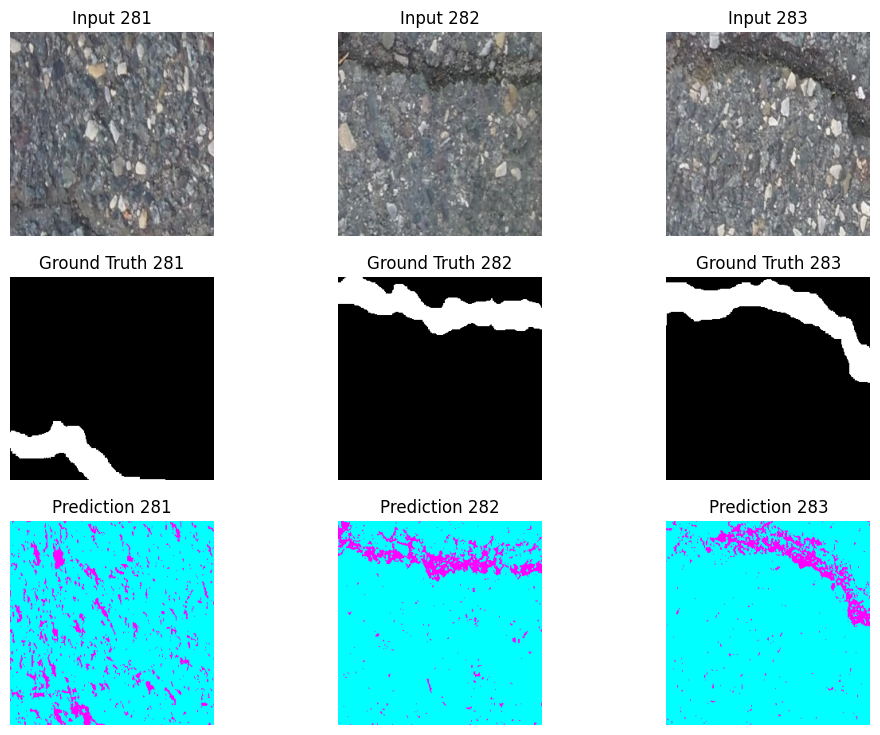 Input 281
Input 282
Input 283
Ground Truth 281
Ground Truth 282
Ground Truth 283
Prediction 281
Prediction 282
Prediction 283